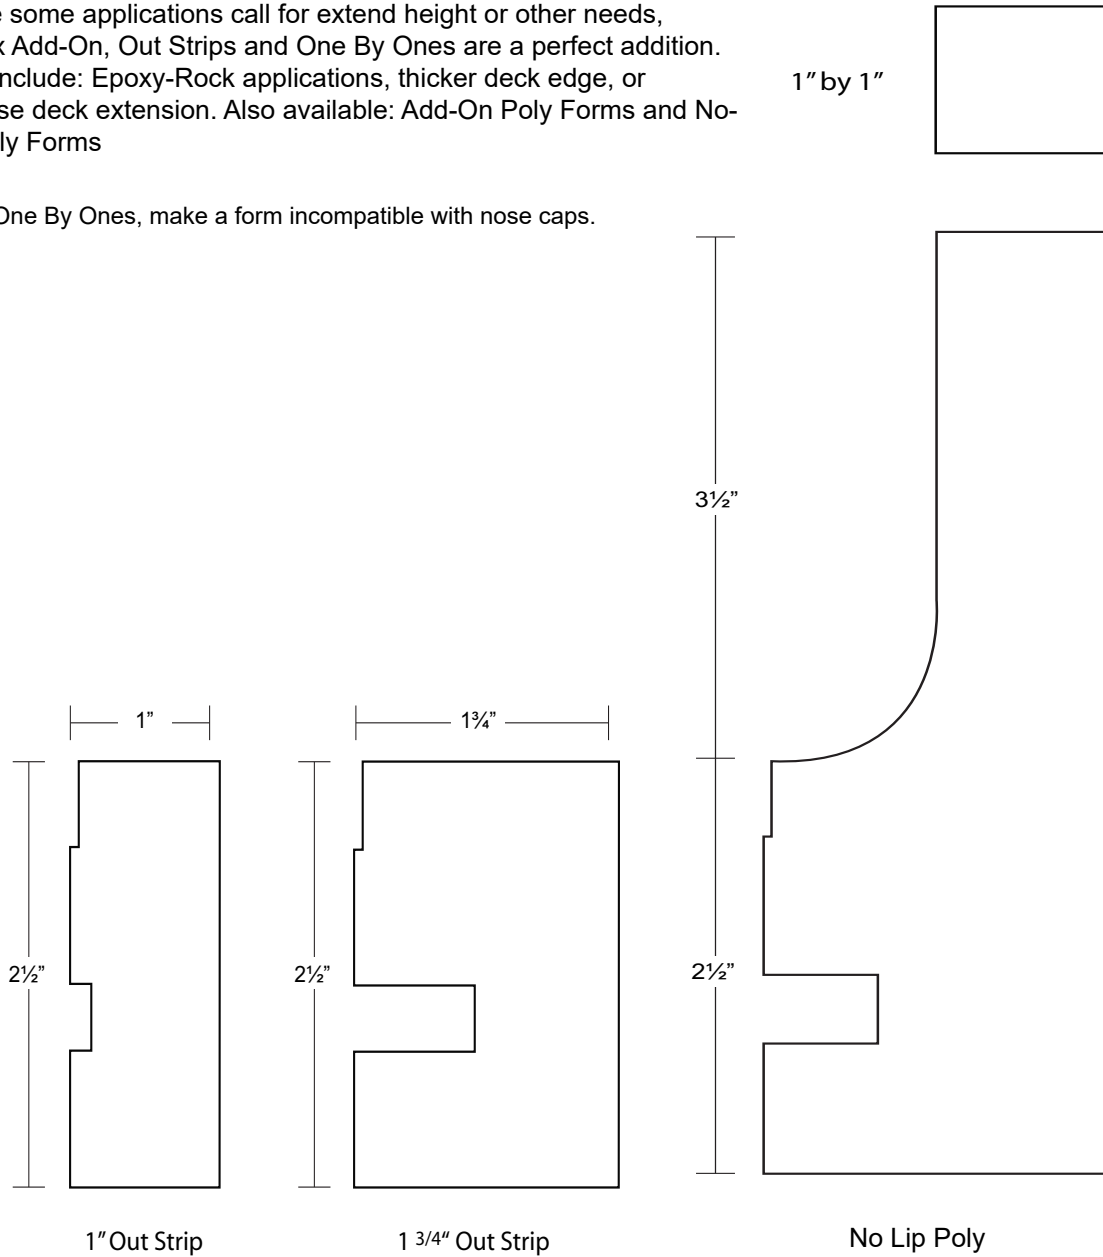 e some applications call for extend height or other needs,
x Add-On, Out Strips and One By Ones are a perfect addition.
nclude: Epoxy-Rock applications, thicker deck edge, or
se deck extension. Also available: Add-On Poly Forms and No-
ly Forms
1” by 1”
One By Ones, make a form incompatible with nose caps.
3½”
1”
1¾”
2½”
2½”
2½”
1” Out Strip
1 3/4“ Out Strip
No Lip Poly